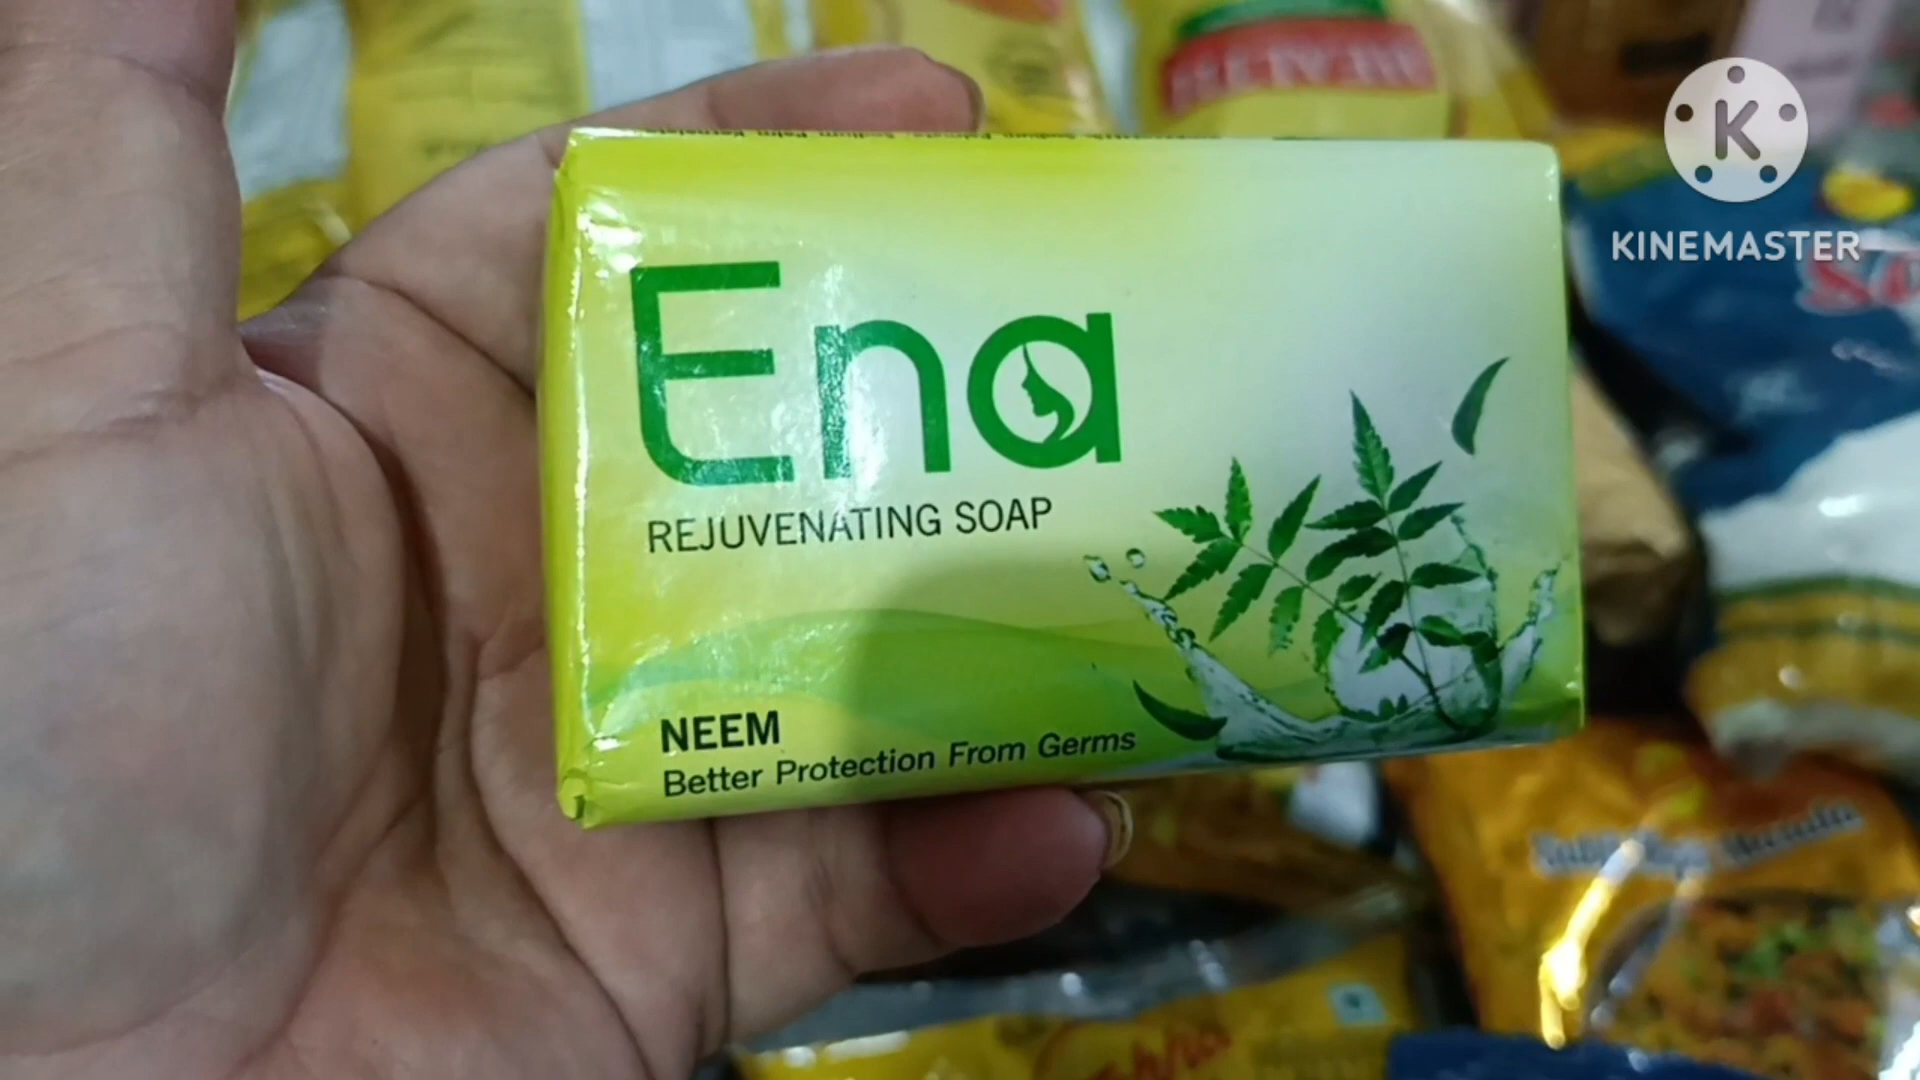 K
KINEMASTER
Ena
REJUVENATING SOAP
NEEM
Better Protection From Germs